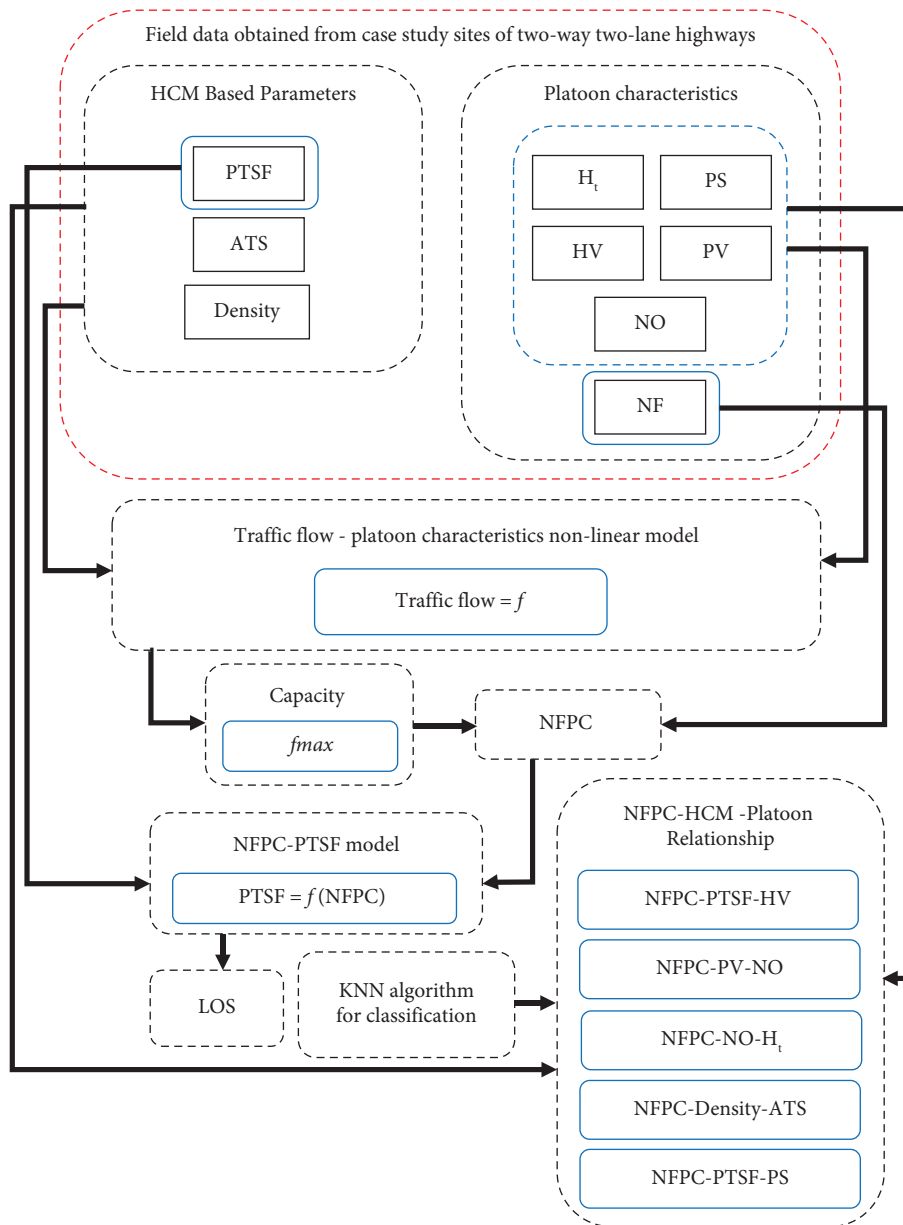 Field data obtained from case study sites of two-way two-lane highways
HCM Based Parameters
PTSF
ATS
Density
Platoon characteristics
Ht
PS
HV
PV
NO
NF
Traffic flow - platoon characteristics non-linear model
Traffic flow = f
Capacity
fmax
NFPC
NFPC-PTSF model
PTSF = f (NFPC)
LOS
KNN algorithm
for classification
NFPC-HCM -Platoon
Relationship
NFPC-PTSF-HV
NFPC-PV-NO
NFPC-NO-Ht
NFPC-Density-ATS
NFPC-PTSF-PS